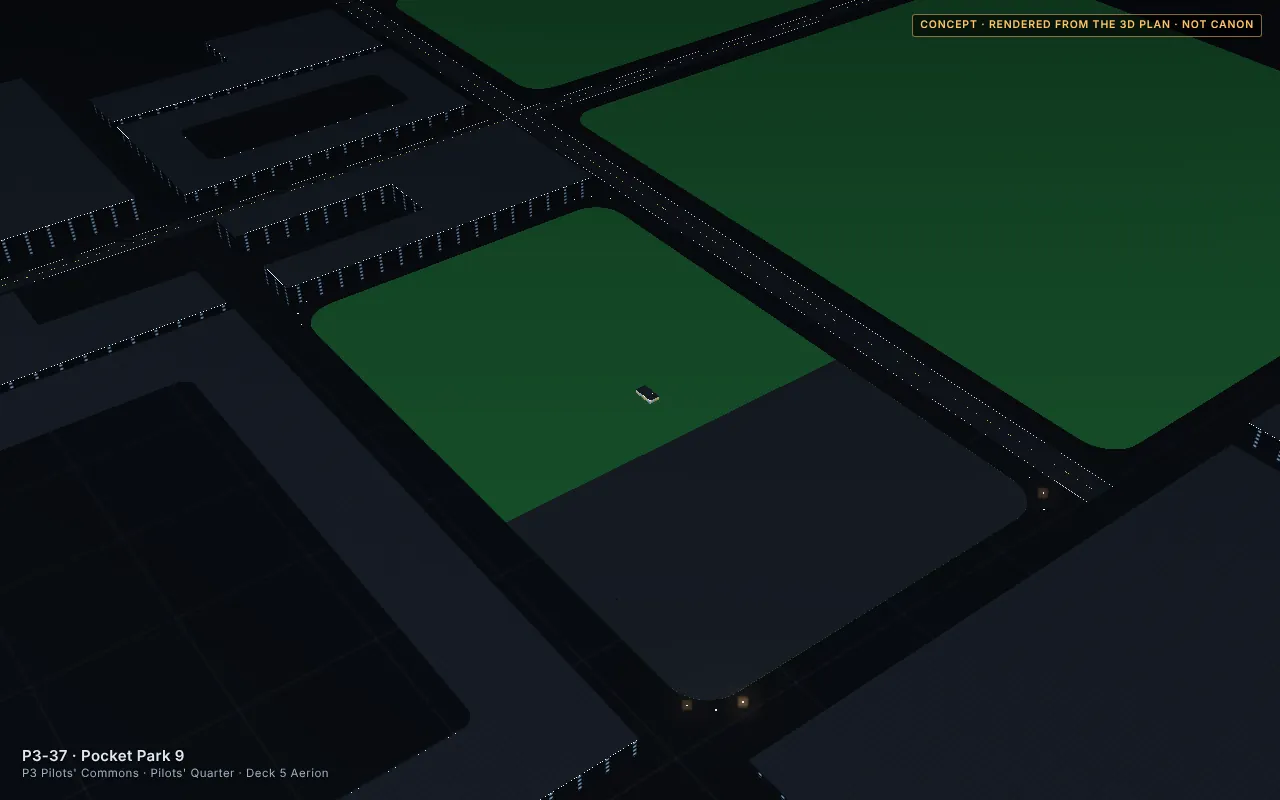 CONCEPT · RENDERED FROM THE 3D PLAN · NOT CANON
P3-37 · Pocket Park 9
P3 Pilots' Commons · Pilots' Quarter · Deck 5 Aerion